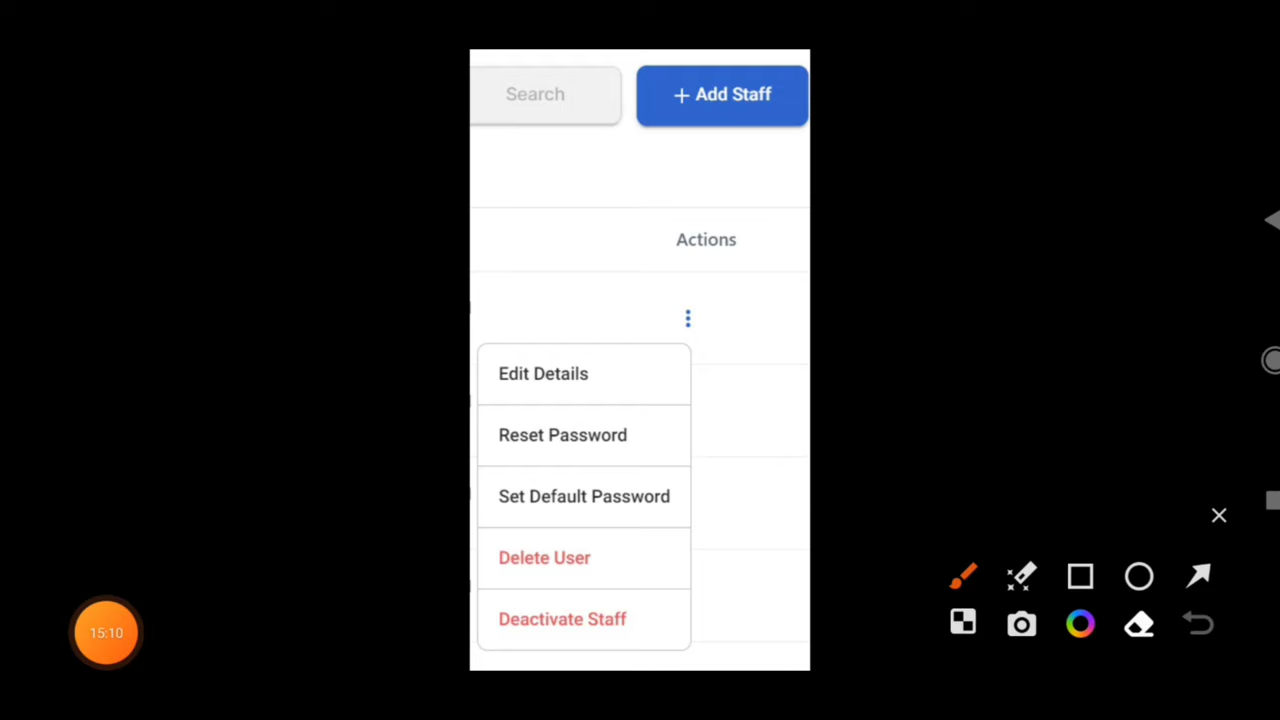 Search
+ Add Staff
Actions
Edit Details
Reset Password
Set Default Password
Delete User
Deactivate Staff
15:10